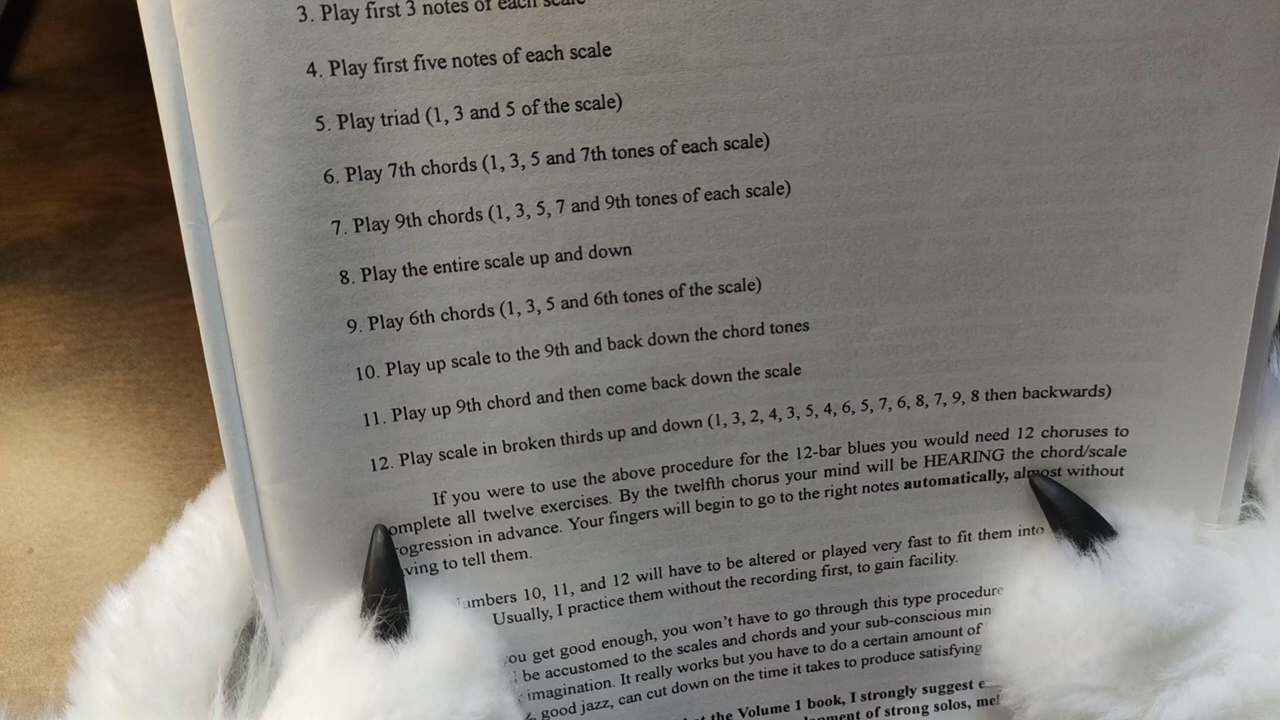 3. Play first 3 notes of each scale
4. Play first five notes of each scale
5. Play triad (1, 3 and 5 of the scale)
6. Play 7th chords (1, 3, 5 and 7th tones of each scale)
7. Play 9th chords (1, 3, 5, 7 and 9th tones of each scale)
8. Play the entire scale up and down
9. Play 6th chords (1, 3, 5 and 6th tones of the scale)
10. Play up scale to the 9th and back down the chord tones
11. Play up 9th chord and then come back down the scale
12. Play scale in broken thirds up and down (1, 3, 2, 4, 3, 5, 4, 6, 5, 7, 6, 8, 7, 9, 8 then backwards)
If you were to use the above procedure for the 12-bar blues you would need 12 choruses to
omplete all twelve exercises. By the twelfth chorus your mind will be HEARING the chord/scale
rogression in advance. Your fingers will begin to go to the right notes automatically, almost without
ving to tell them.
umbers 10, 11, and 12 will have to be altered or played very fast to fit them into
Usually, I practice them without the recording first, to gain facility.
ou get good enough, you won't have to go through this type procedure
be accustomed to the scales and chords and your sub-conscious min
imagination. It really works but you have to do a certain amount of
good jazz, can cut down on the time it takes to produce satisfying
the Volume 1 book, I strongly suggest
of strong solos,